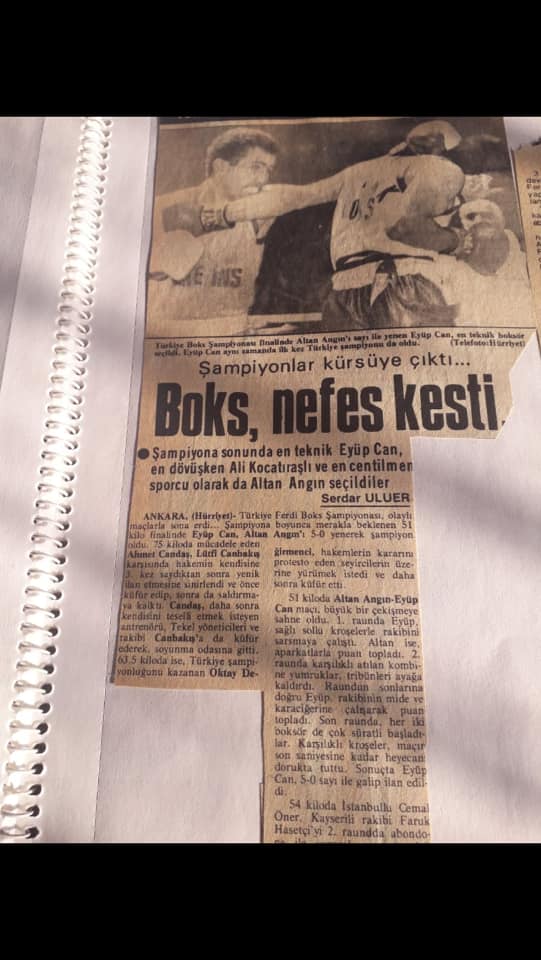 Türkiye Boks Şampiyonası finalinde Altan Angın'ı sayı ile yenen Eyüp Can, en teknik boksör
seçildi. Eyüp Can aynı zamanda ilk kez Türkiye şampiyonu da oldu. (Telefoto:Hürriyet)
Şampiyonlar kürsüye çıktı...
Boks, nefes kesti
● Şampiyona sonunda en teknik Eyüp Can,
en dövüşken Ali Kocatıraşlı ve en centilmen
sporcu olarak da Altan Angın seçildiler
Serdar ULUER
ANKARA, (Hürriyet)- Türkiye Ferdi Boks Şampiyonası, olaylı
maçlarla sona erdi... Şampiyona boyunca merakla beklenen 51
kilo finalinde Eyüp Can, Altan Angın'ı 5-0 yenerek şampiyon
oldu. 75 kiloda mücadele eden
Ahmet Candaş, Lütfi Canbakış
karşısında hakemin kendisine
3. kez saydıktan sonra yenik
ilan etmesine sinirlendi ve önce
küfür edip, sonra da saldırma-
ya kalktı. Candaş, daha sonra
kendisini teselli etmek isteyen
antrenörü, Tekel yöneticileri ve
rakibi Canbakış'a da küfür
ederek, soyunma odasına gitti.
63.5 kiloda ise, Türkiye şampi-
yonluğunu kazanan Oktay De-
ğirmenci, hakemlerin kararını
protesto eden seyircilerin üze-
rine yürümek istedi ve daha
sonra küfür etti.
51 kiloda Altan Angın-Eyüp
Can maçı, büyük bir çekişmeye
sahne oldu. 1. raundda Eyüp,
sağlı sollu kroşelerle rakibini
sarsmaya çalıştı. Altan ise,
aparkatlarla puan topladı. 2.
raunda karşılıklı atılan kombi-
ne yumruklar, tribünleri ayağa
kaldırdı. Raundun sonlarına
doğru Eyüp, rakibinin mide ve
karaciğerine çalışarak puan
topladı. Son raunda, her iki
boksör de çok süratli başladı-
lar. Karşılıklı kroşeler, maçın
son saniyesine kadar heyecanı
dorukta tuttu. Sonuçta Eyüp
Can, 5-0 sayı ile galip ilan edil-
di.
54 kiloda İstanbullu Cemal
Öner, Kayserili rakibi Faruk
Hasetçi'yi 2. raundda abondo-